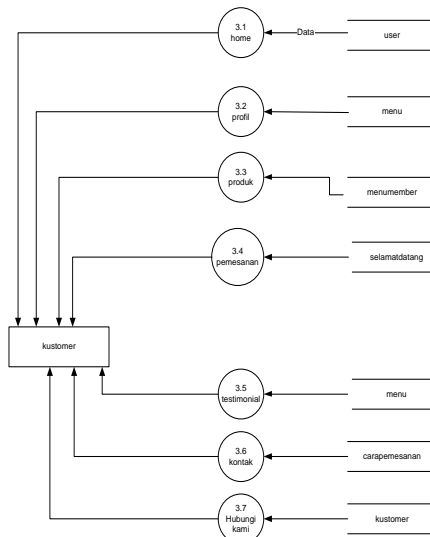 3.1
home
Data
user
3.2
profil
menu
3.3
produk
menumember
3.4
pemesanan
selamatdatang
kustomer
3.5
testimonial
menu
3.6
kontak
carapemesanan
3.7
Hubungi
kami
kustomer